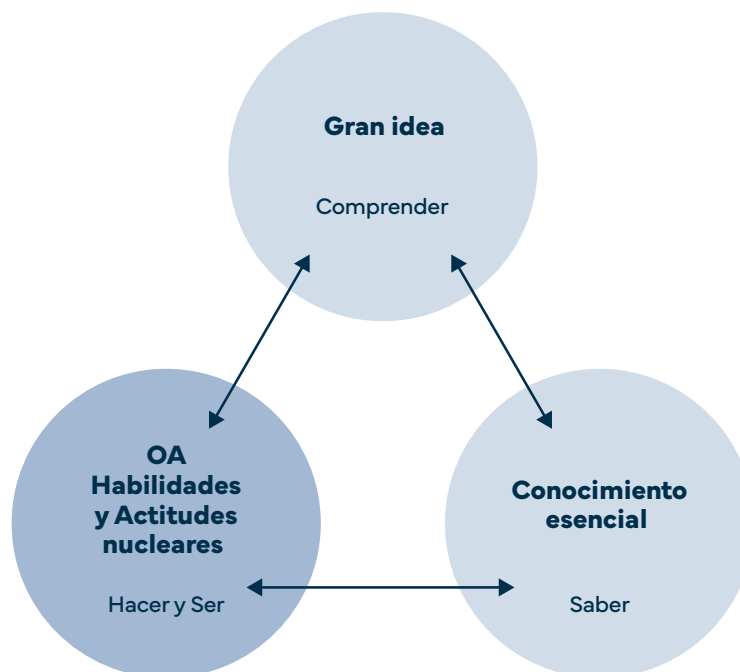 Gran idea
Comprender
OA
Habilidades
y Actitudes
nucleares
Hacer y Ser
Conocimiento
esencial
Saber